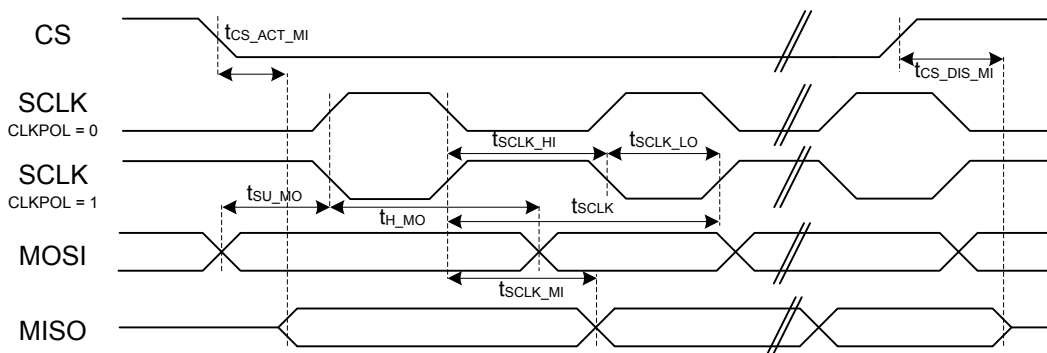 CS
tCS_ACT_MI
tCS_DIS_MI
SCLK
CLKPOL = 0
tSCLK_HI
tSCLK_LO
SCLK
CLKPOL = 1
tSU_MO
tH_MO
tSCLK
MOSI
tSCLK_MI
MISO